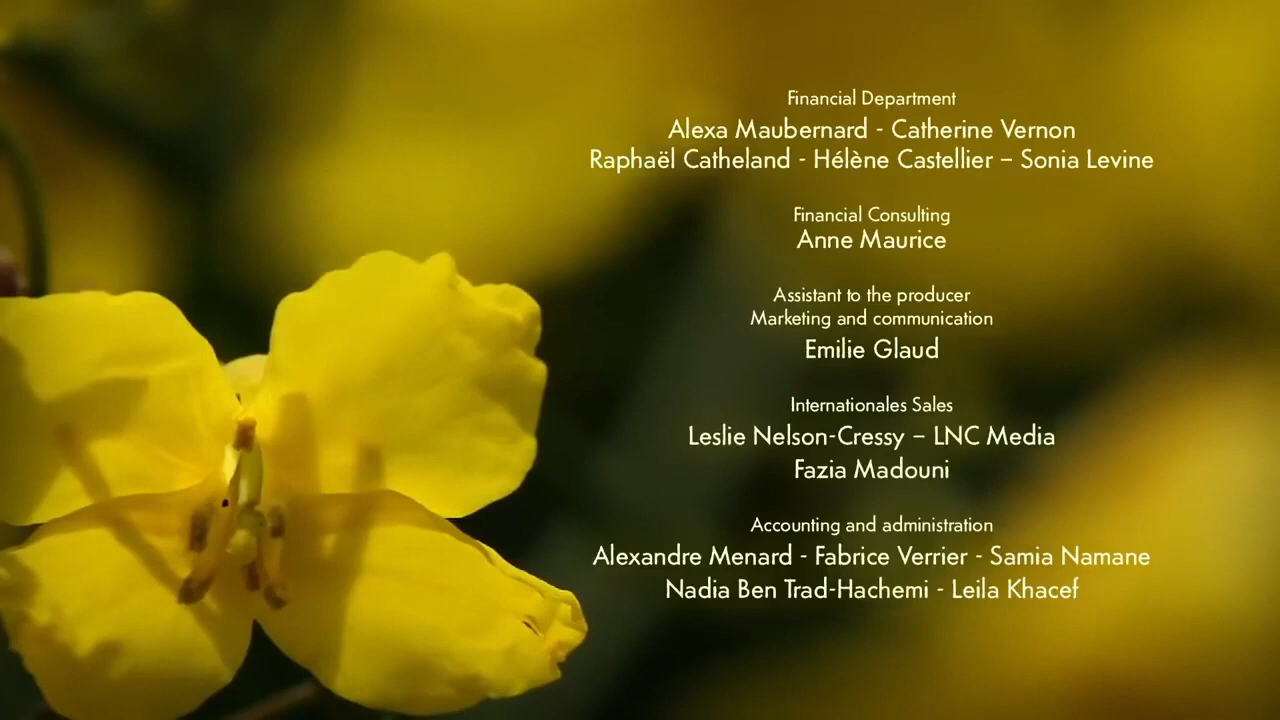 Financial Department
Alexa Maubernard - Catherine Vernon
Raphaël Catheland - Hélène Castellier – Sonia Levine
Financial Consulting
Anne Maurice
Assistant to the producer
Marketing and communication
Emilie Glaud
Internationales Sales
Leslie Nelson-Cressy – LNC Media
Fazia Madouni
Accounting and administration
Alexandre Menard - Fabrice Verrier - Samia Namane
Nadia Ben Trad-Hachemi - Leila Khacef